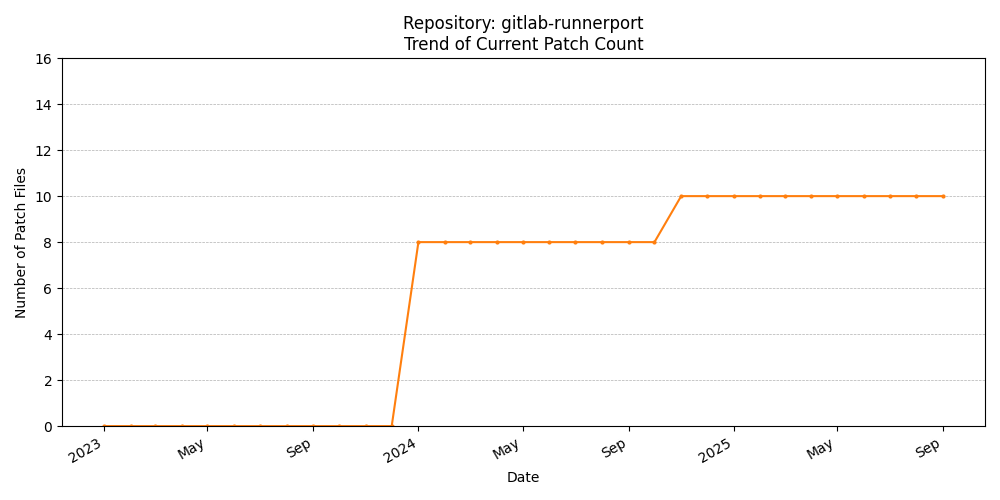 Repository: gitlab-runnerport
Trend of Current Patch Count
Number of Patch Files
16
14
12
10
8
6
4
2
0
2023
May
Sep
2024
May
Sep
2025
May
Sep
Date